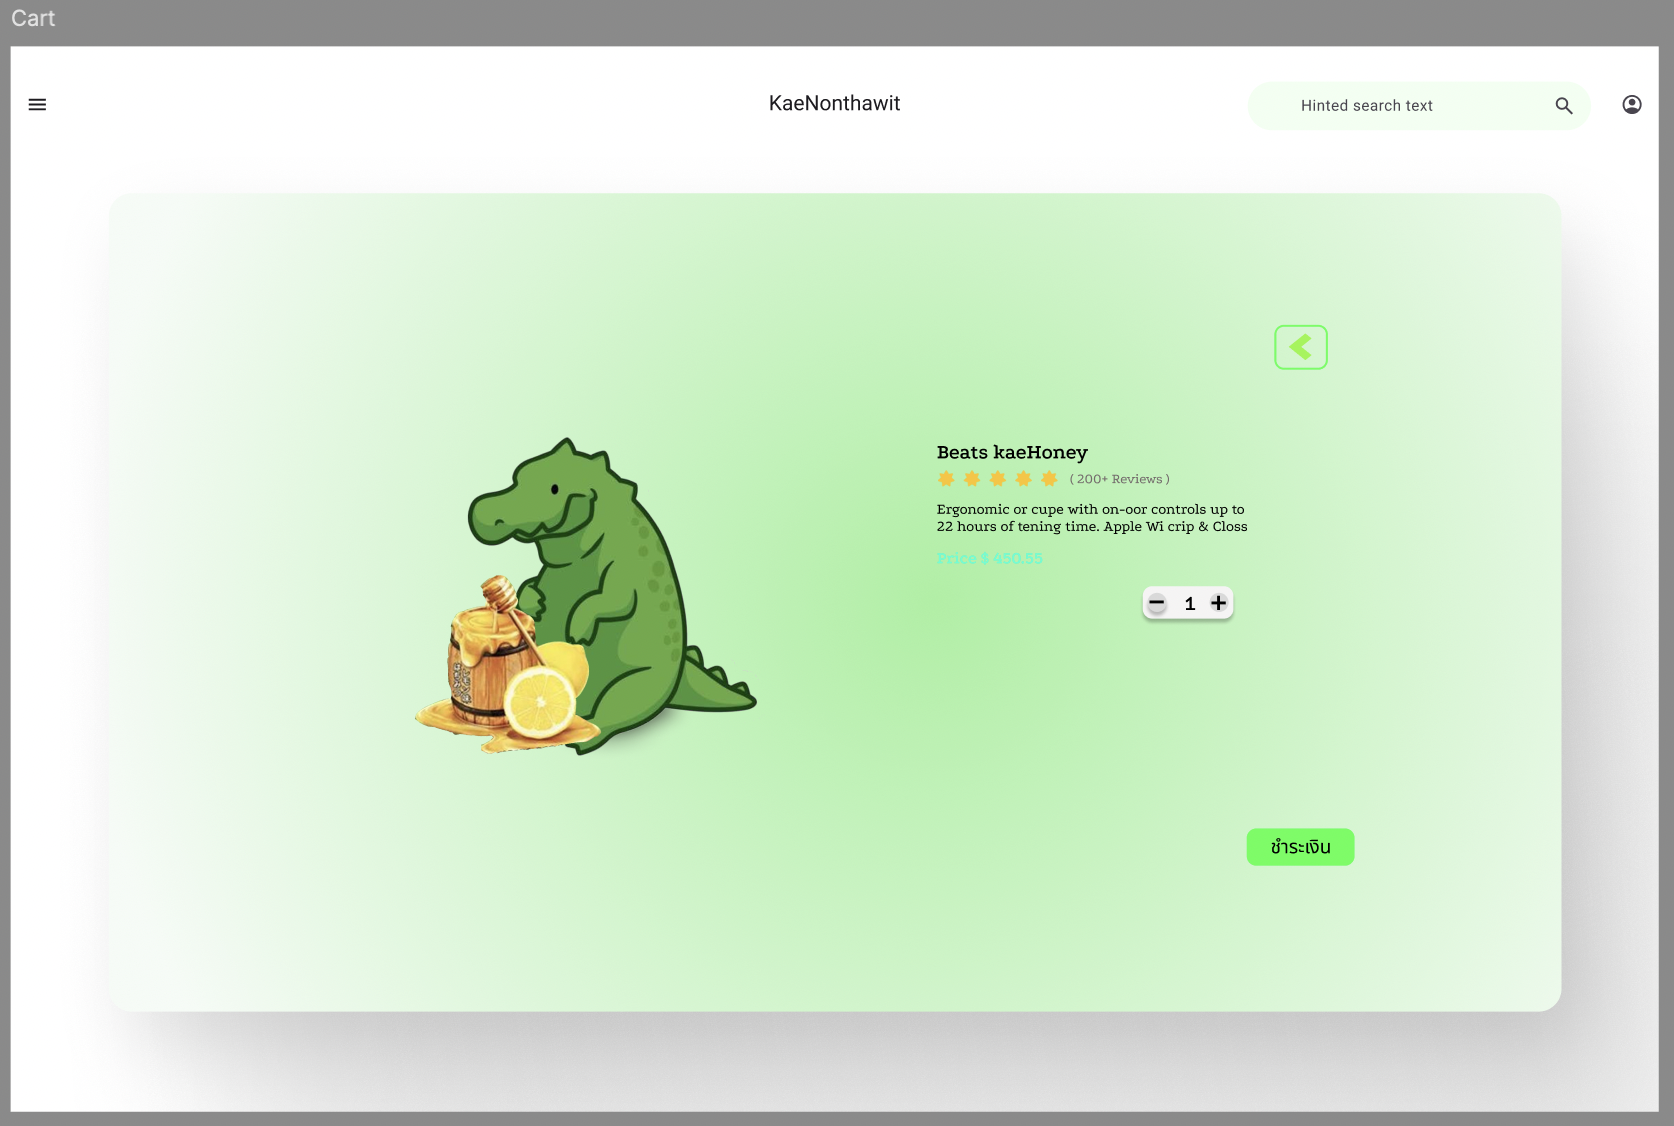 Cart
KaeNonthawit
Hinted search text
Beats kaeHoney
( 200+ Reviews )
Ergonomic or cupe with on-oor controls up to
22 hours of tening time. Apple Wi crip & Closs
Price $ 450.55
1
ชำระเงิน